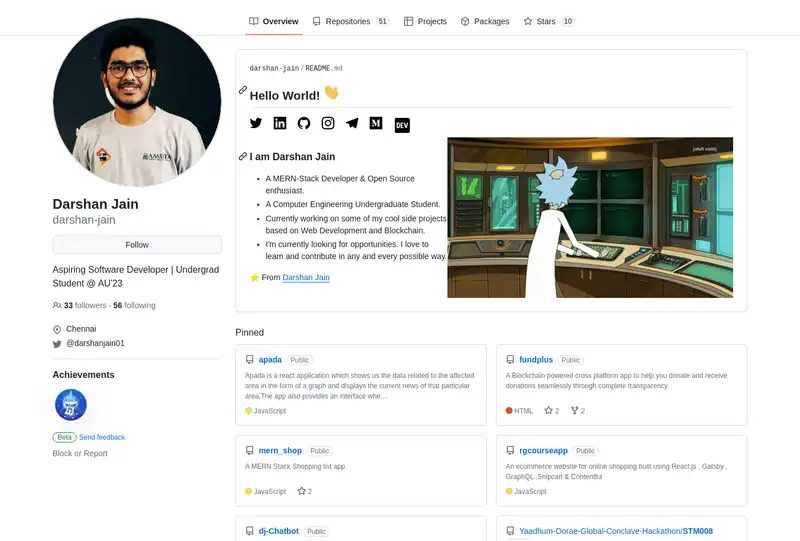 Overview Repositories 51 Projects Packages Stars 10
Darshan Jain
darshan-jain
Follow
Aspiring Software Developer | Undergrad
Student @ AU'23
33 followers · 56 following
Chennai
@darshanjain01
Achievements
Beta Send feedback
Block or Report
darshan-jain/README.md
Hello World! 👋
DEV
I am Darshan Jain
• A MERN-Stack Developer & Open Source
enthusiast.
• A Computer Engineering Undergraduate Student.
• Currently working on some of my cool side projects
based on Web Development and Blockchain.
• I'm currently looking for opportunities. I love to
learn and contribute in any and every possible way.
⭐ From Darshan Jain
[adult swim]
Pinned
apada Public
Apada is a react application which shows us the data related to the affected
area in the form of a graph and displays the current news of that particular
area.The app also provides an interface whe…
JavaScript
fundplus Public
A Blockchain powered cross platform app to help you donate and receive
donations seamlessly through complete transparency
HTML 2 2
mern_shop Public
A MERN Stack Shopping list app
JavaScript 2
rgcourseapp Public
An ecommerce website for online shopping built using React.js , Gatsby ,
GraphQL ,Snipcart & Contentful
JavaScript
dj-Chatbot Public
Yaadhum-Oorae-Global-Conclave-Hackathon/STM008